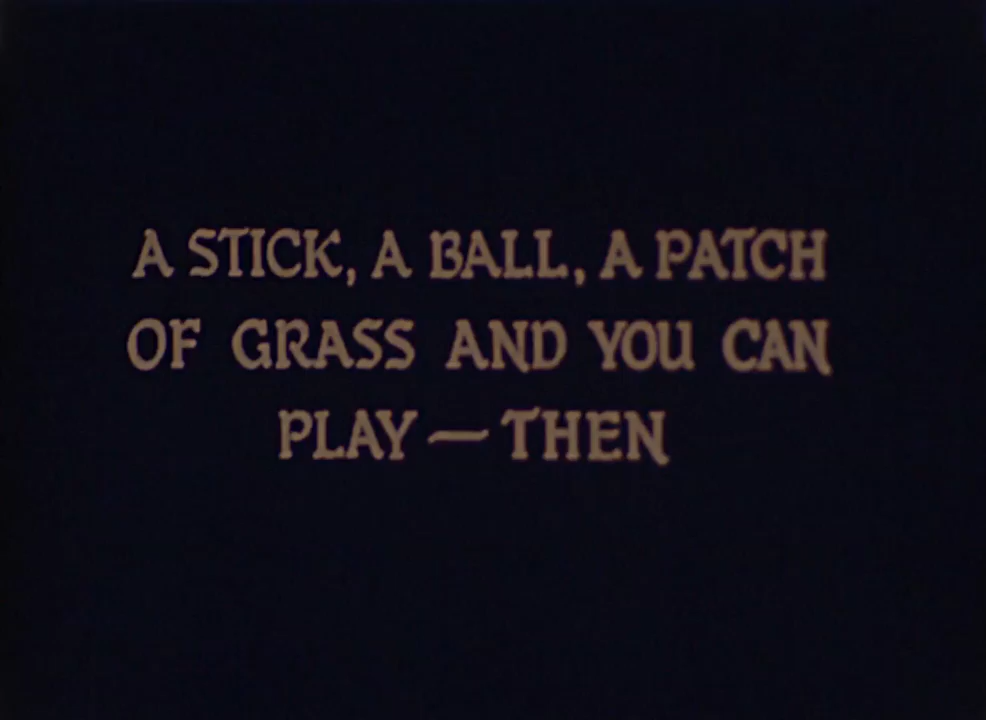 A STICK, A BALL, A PATCH
OF GRASS AND YOU CAN
PLAY — THEN